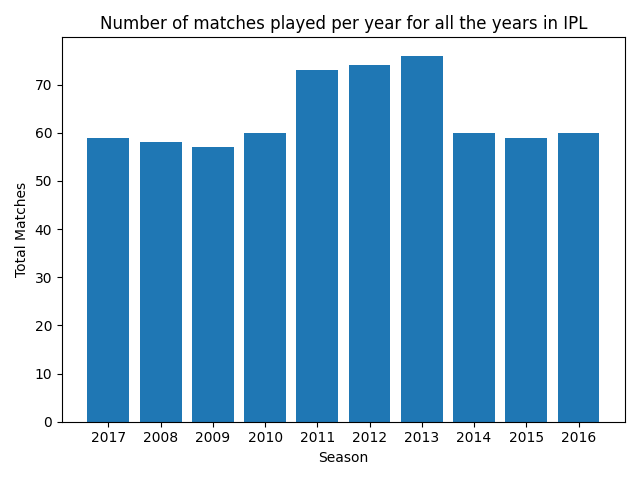 Number of matches played per year for all the years in IPL
Total Matches
70
60
50
40
30
20
10
0
2017 2008 2009 2010 2011 2012 2013 2014 2015 2016
Season